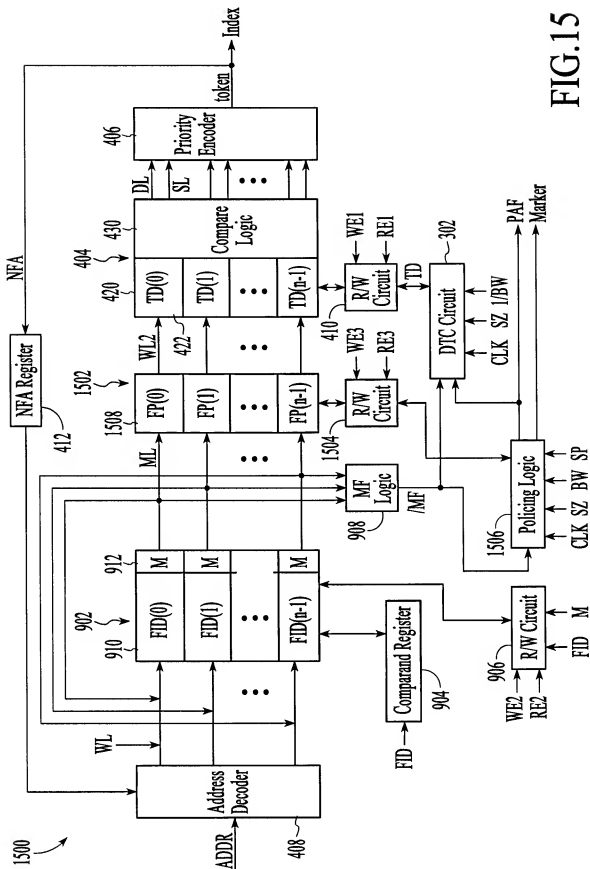 1500
NFA
NFA Register
412
Index
token
406
Priority
Encoder
DL
SL
404
430
420
Compare Logic
TD(0)
TD(1)
TD(n-1)
422
WL2
1502
1508
FP(0)
FP(1)
FP(n-1)
ML
902
910
912
FID(0)
M
FID(1)
M
FID(n-1)
M
WL
Address
Decoder
ADDR
408
WE1
RE1
R/W
Circuit
410
TD
WE3
RE3
R/W
Circuit
1504
MF
Logic
908
/MF
302
DTC Circuit
CLK
SZ
1/BW
PAF
Marker
Policing Logic
1506
CLK
SZ
BW
SP
FID
Comparand Register
904
R/W Circuit
906
WE2
RE2
FID
M
FIG.15